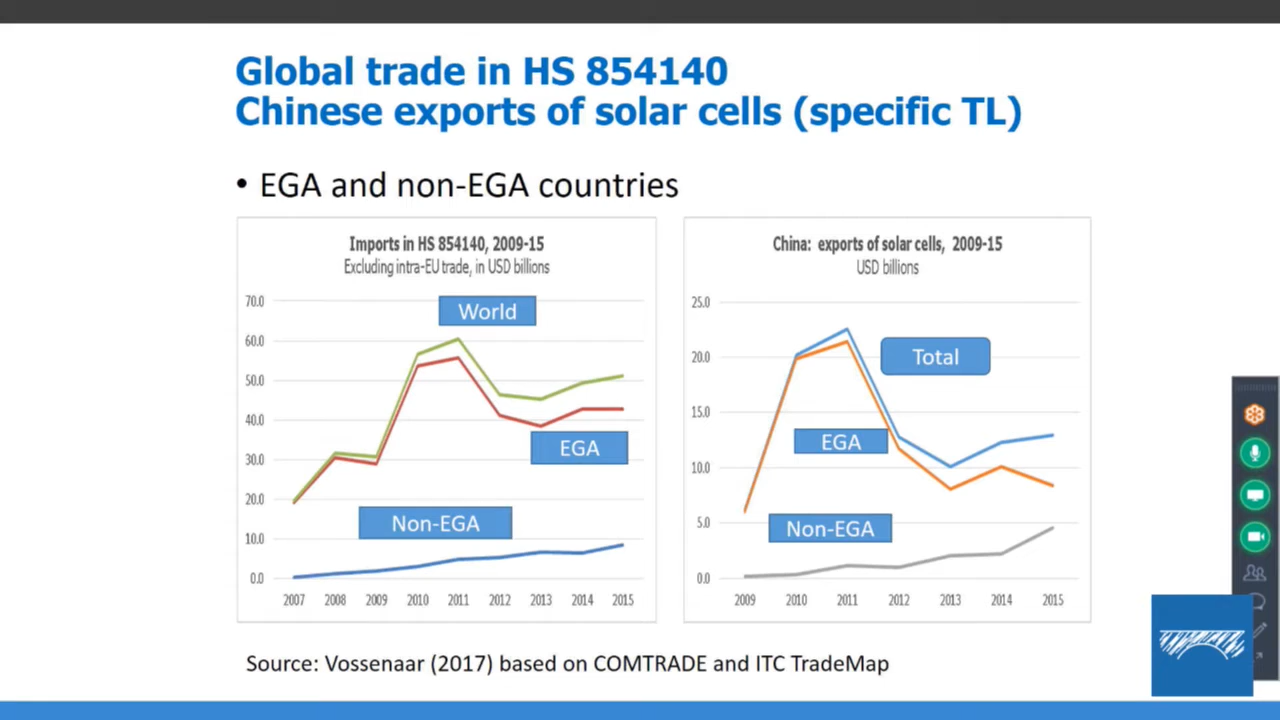 Global trade in HS 854140
Chinese exports of solar cells (specific TL)
• EGA and non-EGA countries
Imports in HS 854140, 2009-15
Excluding intra-EU trade, in USD billions
70.0
60.0
50.0
40.0
30.0
20.0
10.0
0.0
World
EGA
Non-EGA
2007 2008 2009 2010 2011 2012 2013 2014 2015
China: exports of solar cells, 2009-15
USD billions
25.0
20.0
15.0
10.0
5.0
0.0
Total
EGA
Non-EGA
2009 2010 2011 2012 2013 2014 2015
Source: Vossenaar (2017) based on COMTRADE and ITC TradeMap